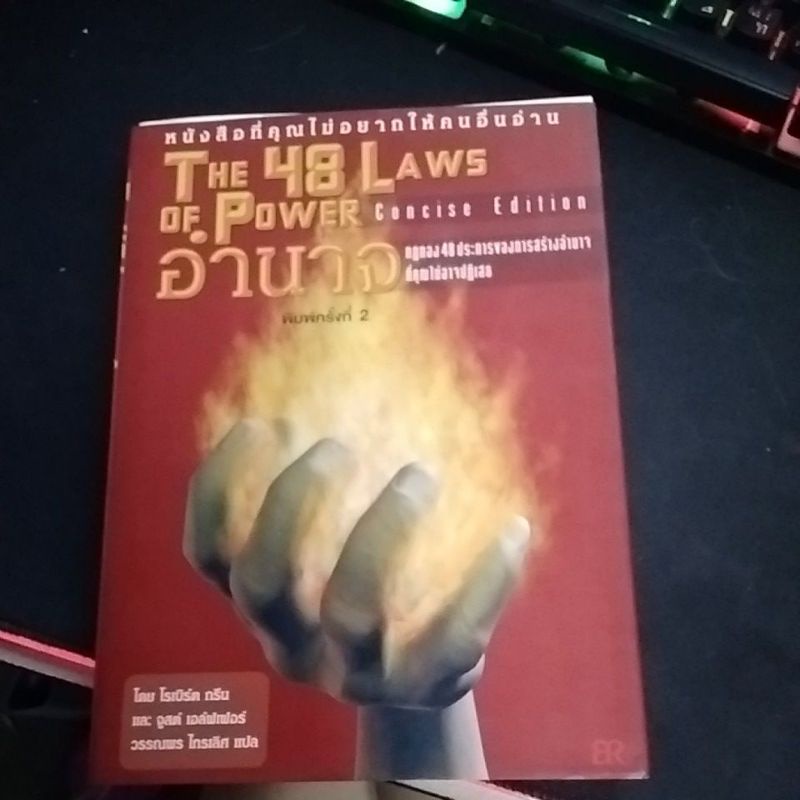 หนังสือที่คุณไม่อยากให้คนอื่นอ่าน
THE 48 LAWS
OF POWER Concise Edition
อำนาจ
กฎทอง 48 ประการของการสร้างอำนาจ
ที่คุณไม่อาจปฏิเสธ
พิมพ์ครั้งที่ 2
โดย โรเบิร์ต กรีน
และ จูสต์ เอล์ฟเฟอร์
วรรณพร ไกรเลิศ แปล